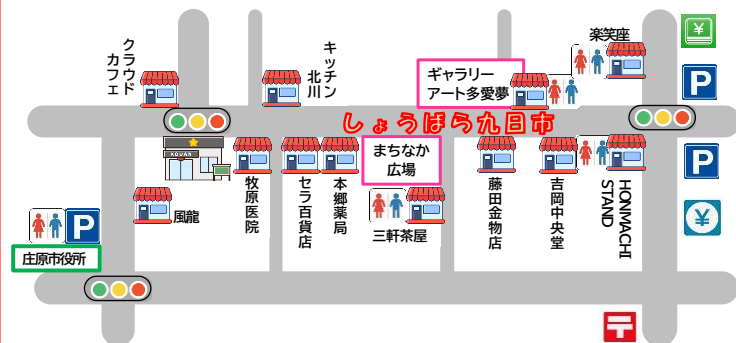 楽笑座
クラウド
カフェ
キッチン
北川
ギャラリー
アート多愛夢
¥
P
しょうばら九日市
まちなか
広場
牧原医院
セラ百貨店
本郷薬局
藤田金物店
吉岡中央堂
HONMACHI
STAND
P
風龍
三軒茶屋
P
¥
庄原市役所
〒